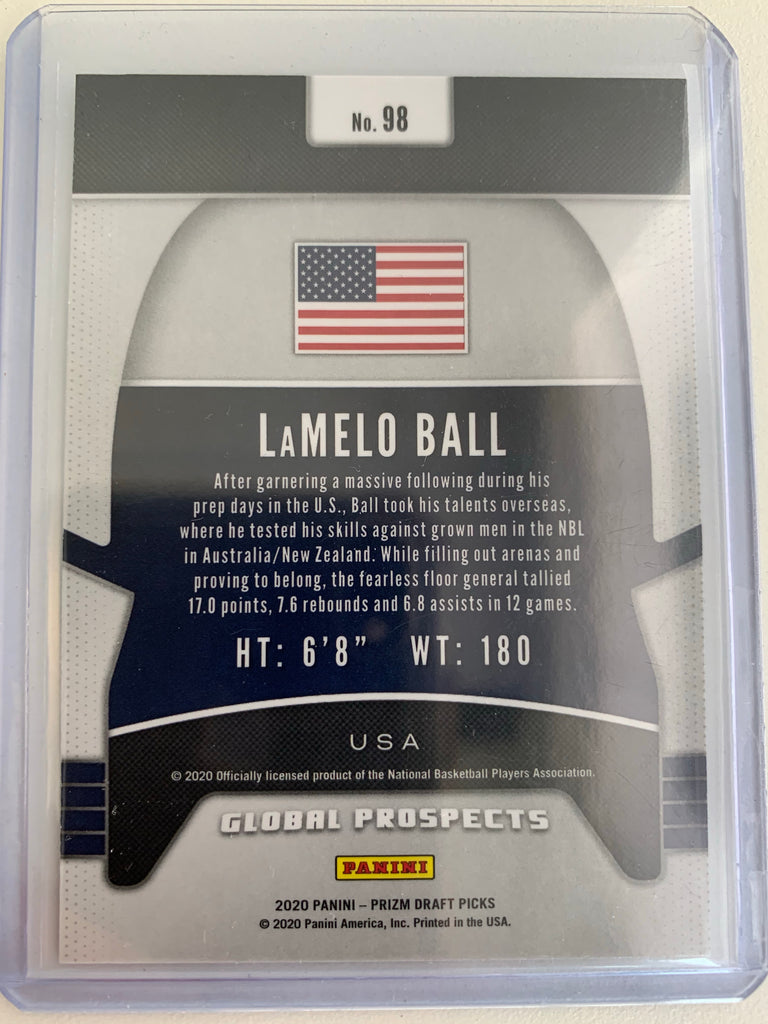 No. 98
LaMELO BALL
After garnering a massive following during his
prep days in the U.S., Ball took his talents overseas,
where he tested his skills against grown men in the NBL
in Australia/New Zealand. While filling out arenas and
proving to belong, the fearless floor general tallied
17.0 points, 7.6 rebounds and 6.8 assists in 12 games.
HT: 6’8” WT: 180
USA
© 2020 Officially licensed product of the National Basketball Players Association.
GLOBAL PROSPECTS
PANINI
2020 PANINI – PRIZM DRAFT PICKS
© 2020 Panini America, Inc. Printed in the USA.